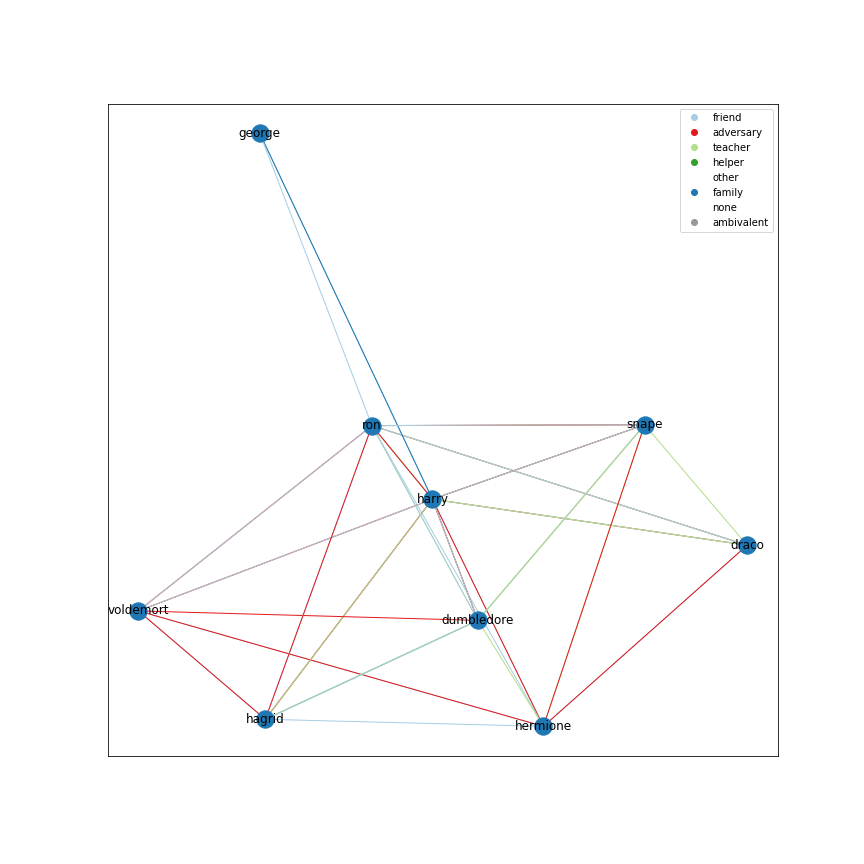 george
friend
adversary
teacher
helper
other
family
none
ambivalent
ron
snape
harry
draco
voldemort
dumbledore
hagrid
hermione